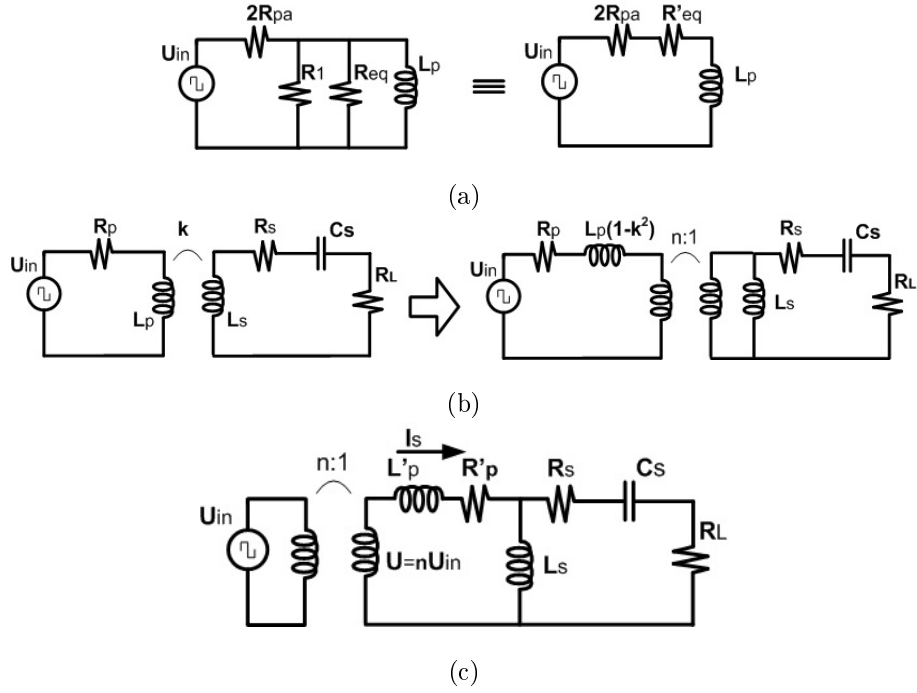 2Rpa
Uin
R1
Req
Lp
≡
2Rpa
R'eq
Uin
Lp
(a)
Rp
k
Rs
Cs
Uin
Lp
Ls
RL
Rp
Lp(1-k²)
n:1
Rs
Cs
Uin
Ls
RL
(b)
Is
n:1
L'p
R'p
Rs
Cs
Uin
U=nUin
Ls
RL
(c)